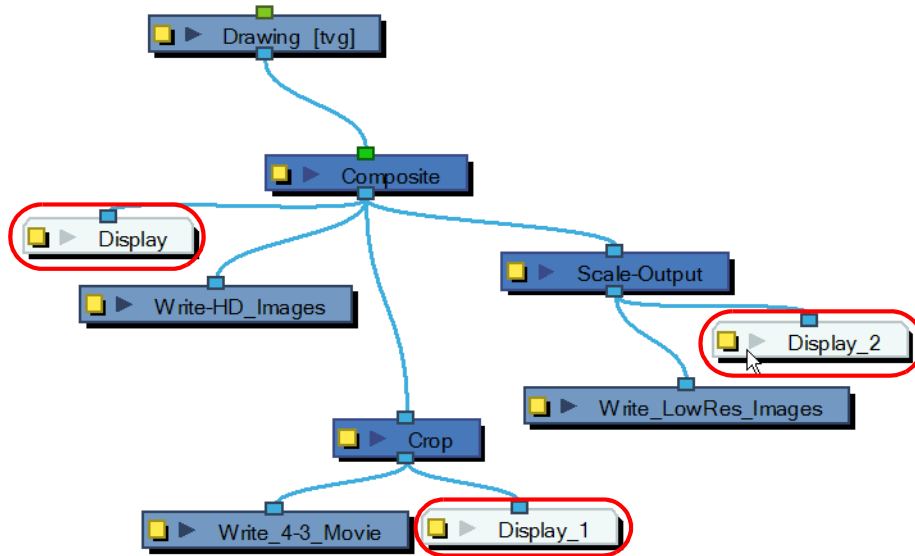 Drawing [tvg]
Composite
Display
Scale-Output
Write-HD_Images
Display_2
Write_LowRes_Images
Crop
Write_4-3_Movie
Display_1